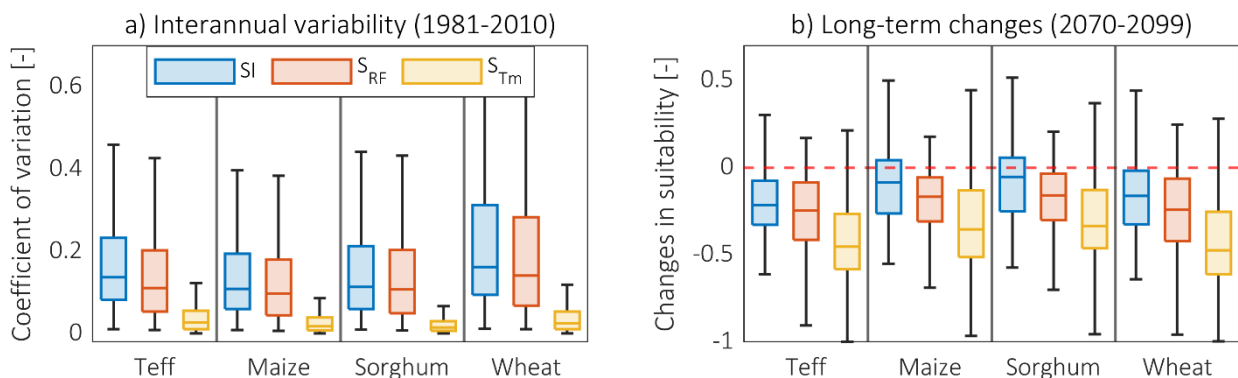 a) Interannual variability (1981-2010)
Coefficient of variation [-]
0.6
0.4
0.2
0
SI
S_RF
S_Tm
Teff
Maize
Sorghum
Wheat
b) Long-term changes (2070-2099)
Changes in suitability [-]
0.5
0
-0.5
-1
Teff
Maize
Sorghum
Wheat